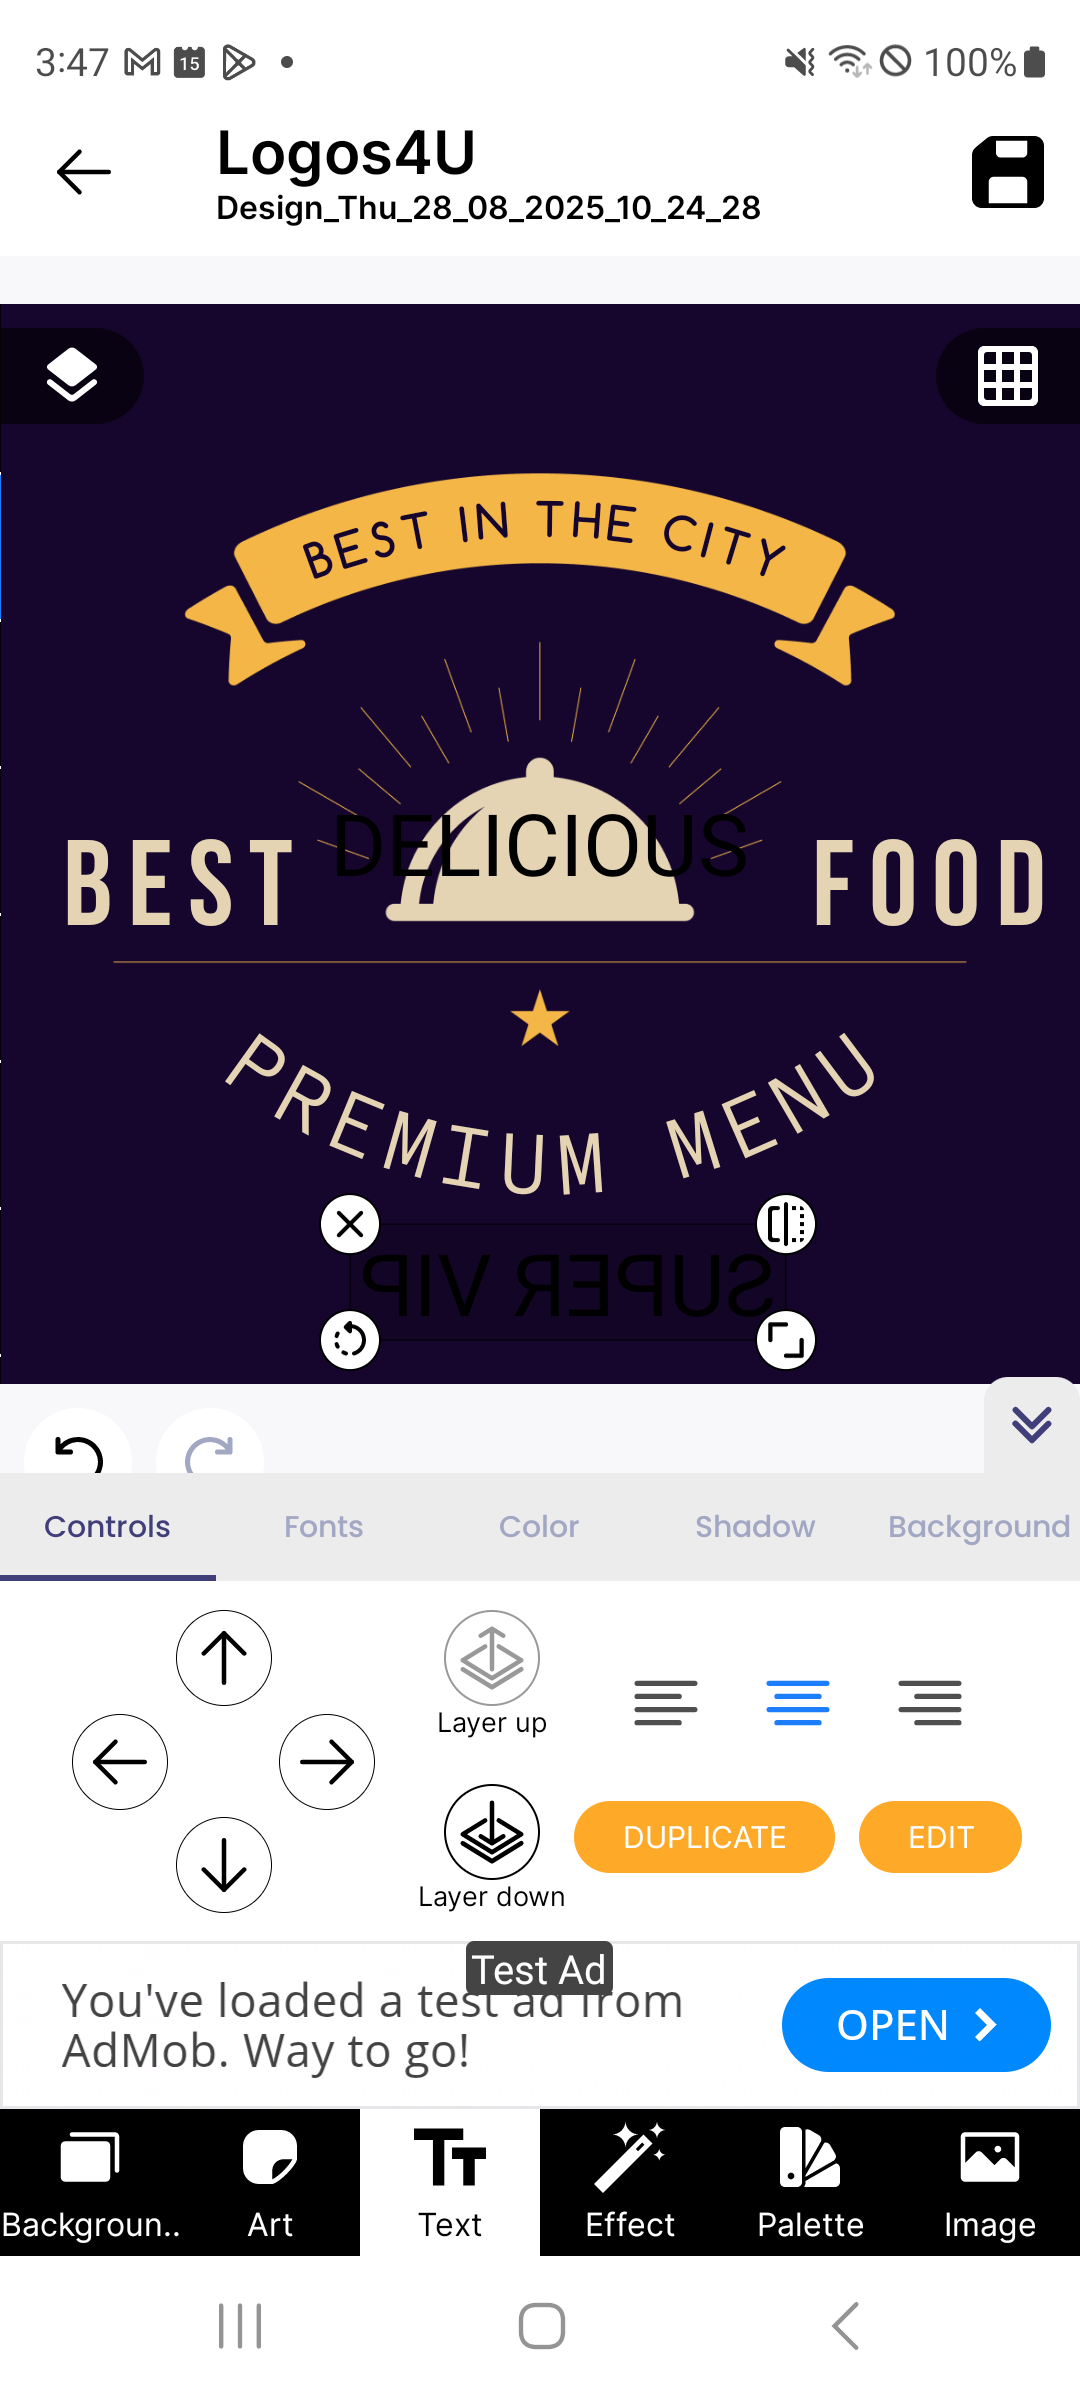 3:47
15
100%
Logos4U
Design_Thu_28_08_2025_10_24_28
BEST IN THE CITY
DELICIOUS
BEST FOOD
PREMIUM MENU
SUPER VIP
Controls Fonts Color Shadow Background
Layer up
Layer down
DUPLICATE EDIT
Test Ad
You've loaded a test ad from
AdMob. Way to go!
OPEN
Backgroun.. Art Text Effect Palette Image